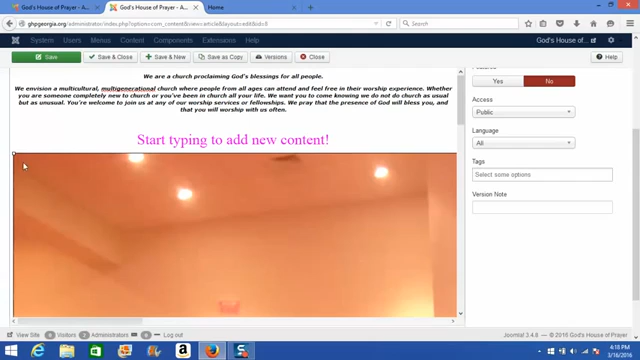 God's House of Prayer - A...
God's House of Prayer - A...
Home
phpgeorgia.org/administrator/index.php?option=com_content&view=article&layout=edit&id=8
Search
System Users Menus Content Components Extensions Help
God's House of...
Save
Save & Close
Save & New
Save as Copy
Versions
Close
Help
We are a church proclaiming God's blessings for all people.
We envision a multicultural, multigenerational church where people from all ages can attend and feel free in their worship experience. Whether
you are someone completely new to church or you've been in church all your life. We want you to come knowing we do not do church as usual
but as unusual. You're welcome to join us at any of our worship services or fellowships. We pray that the presence of God will bless you, and
that you will worship with us often.
Start typing to add new content!
Yes
No
Access
Public
Language
All
Tags
Select some options
Version Note
View Site
0 Visitors
Administrators
0
Log out
Joomla! 3.4.8 — © 2016 God's House of Prayer
4:18 PM
3/16/2016